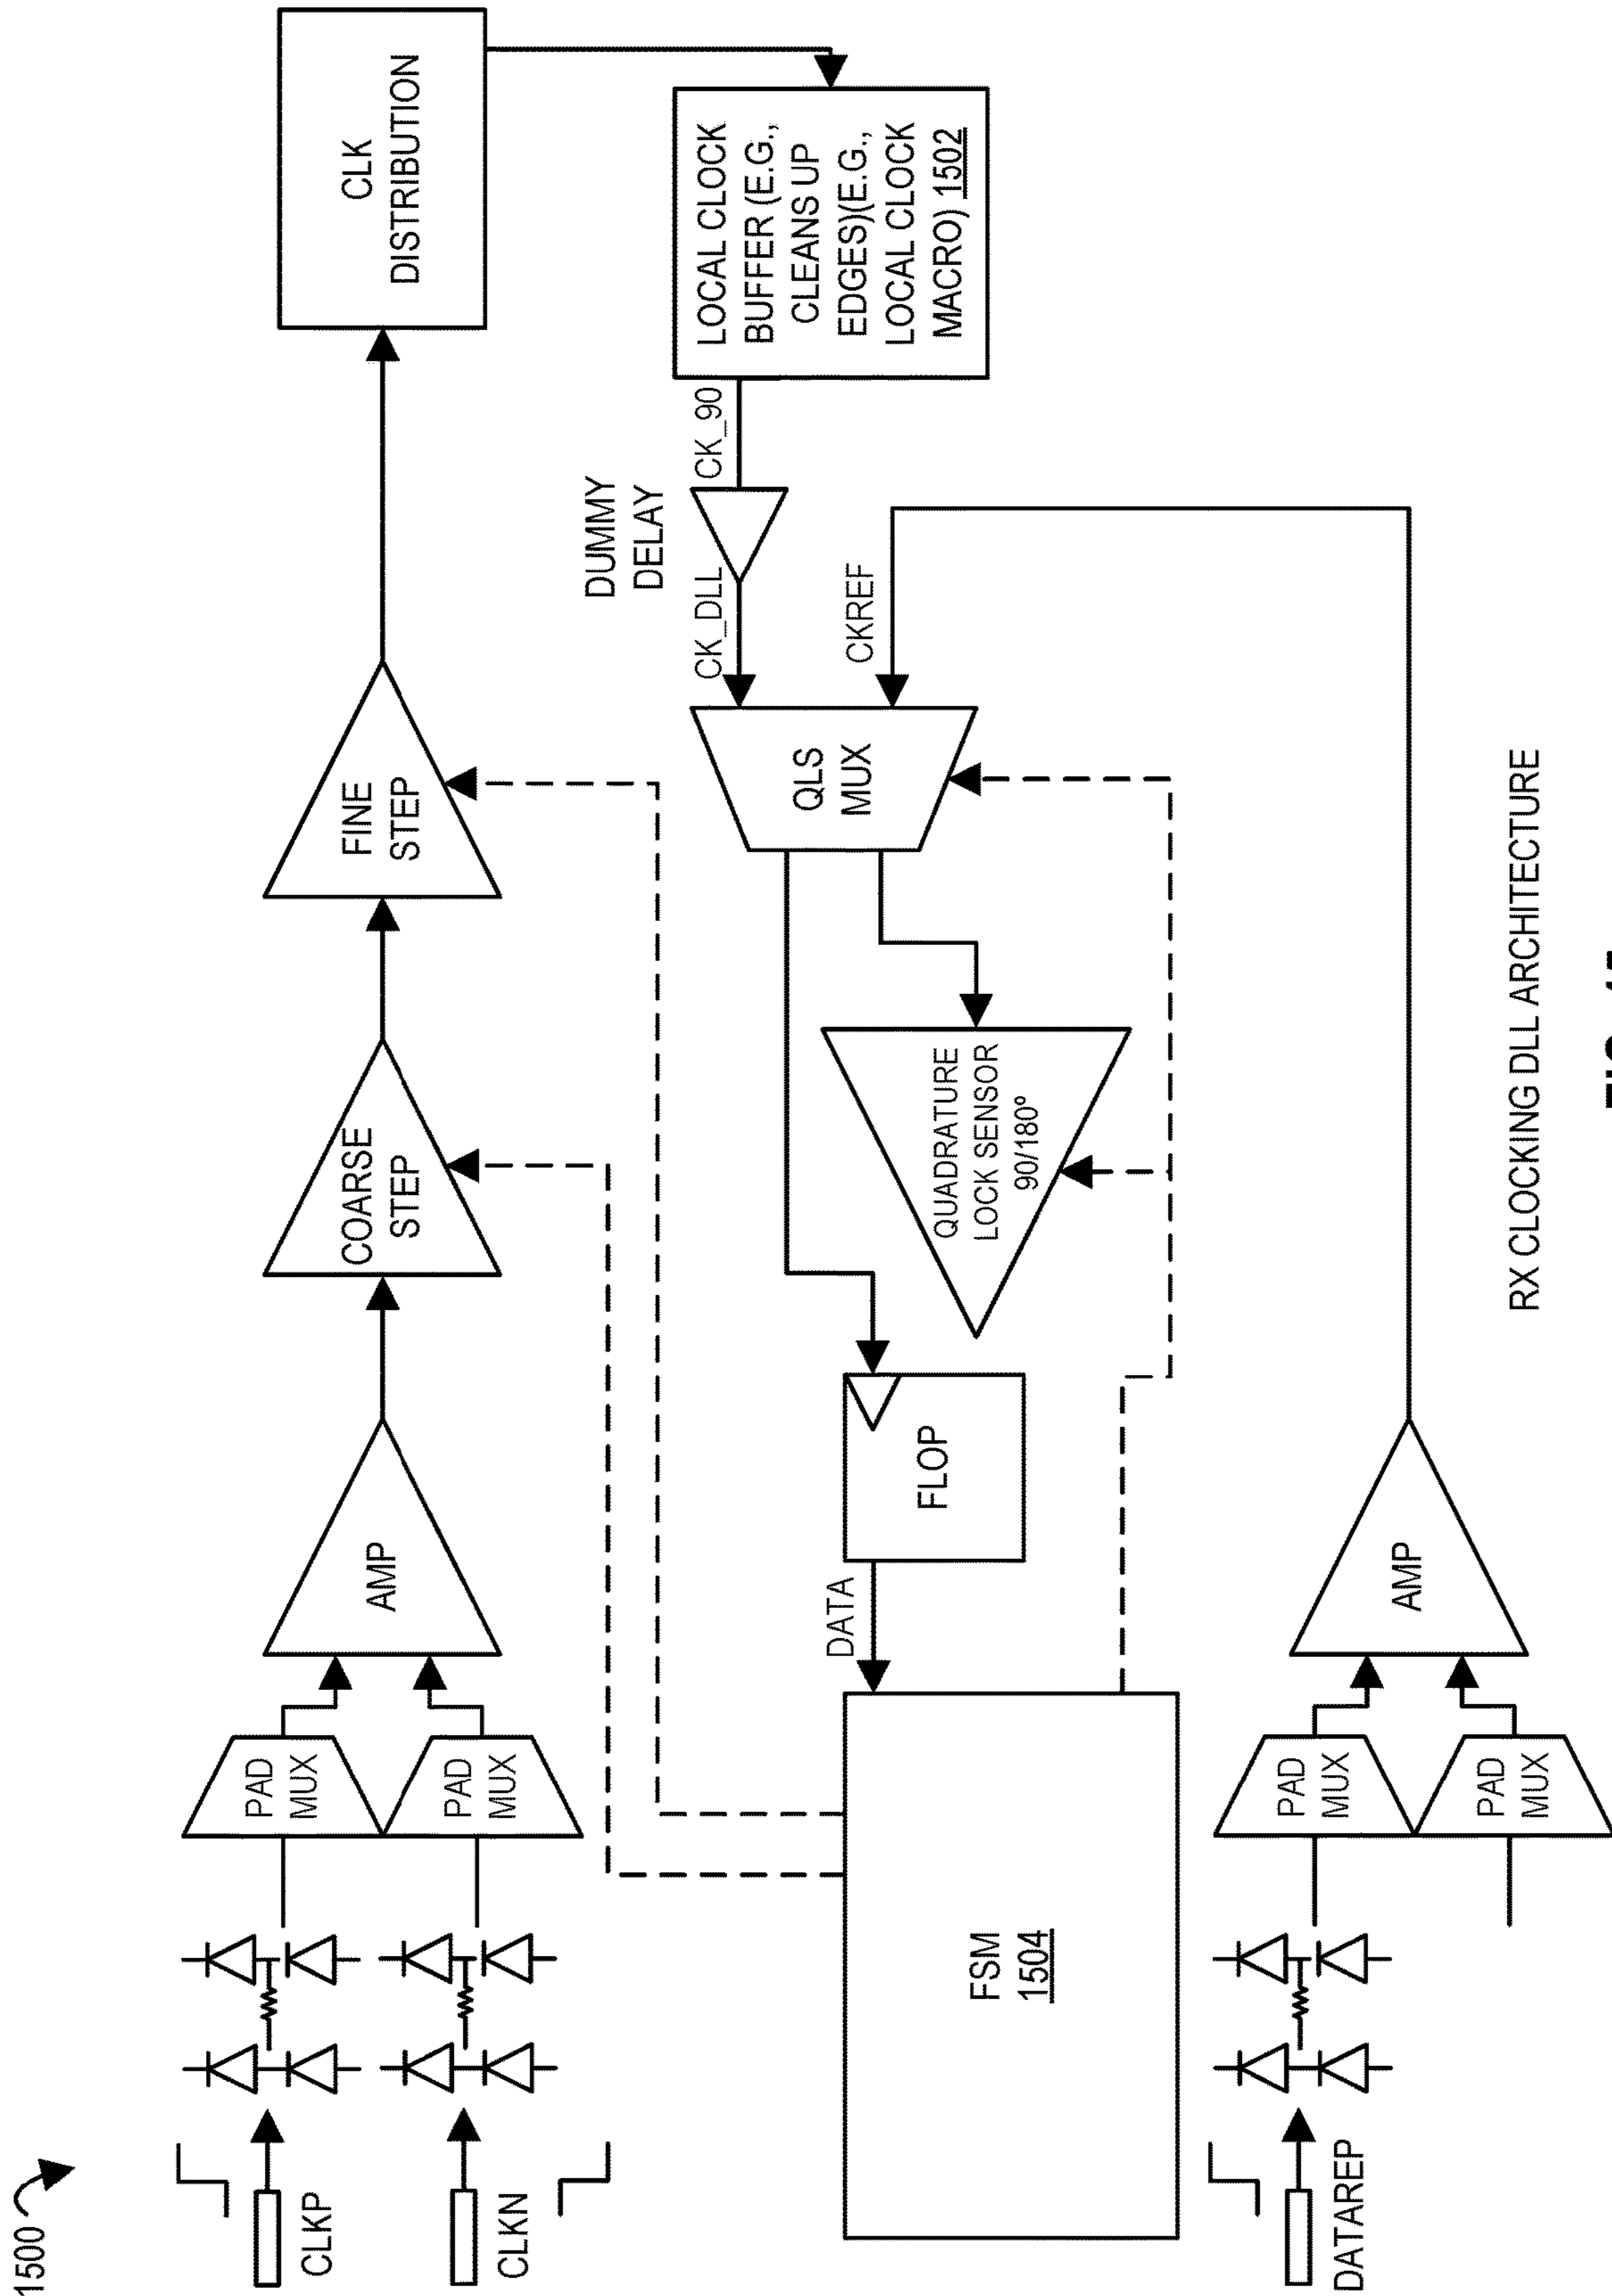 1500
CLKP
CLKN
PAD
MUX
PAD
MUX
AMP
COARSE
STEP
FINE
STEP
CLK
DISTRIBUTION
LOCAL CLOCK
BUFFER (E.G.,
CLEANS UP
EDGES)(E.G.,
LOCAL CLOCK
MACRO) 1502
DUMMY
DELAY
CK_90
CK_DLL
CKREF
QLS
MUX
QUADRATURE
LOCK SENSOR
90/180º
FLOP
DATA
FSM
1504
DATAREP
PAD
MUX
PAD
MUX
AMP
RX CLOCKING DLL ARCHITECTURE